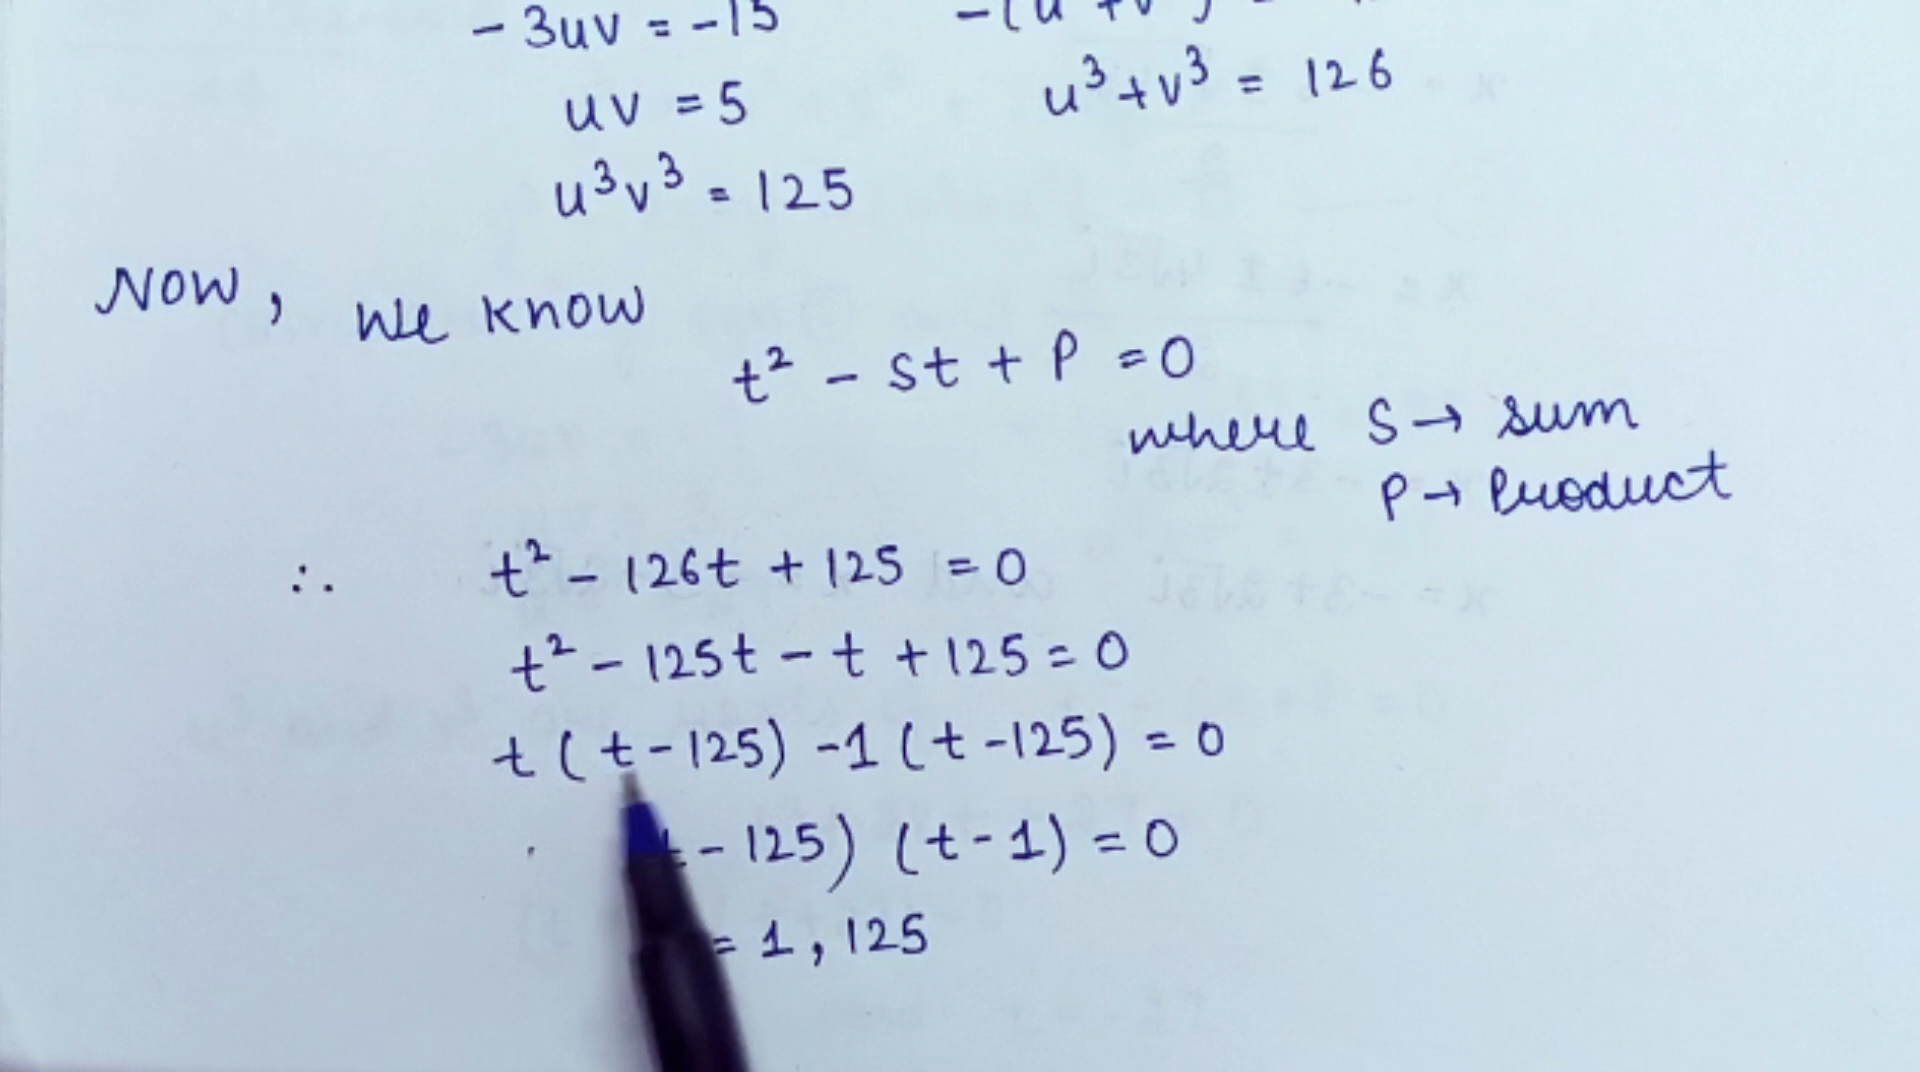 - 3uv = -15
uv = 5
u³v³ = 125
u³+v³ = 126
Now, we know
t² - st + P = 0
where S → sum
P → Product
∴ t² - 126t + 125 = 0
t² - 125t - t + 125 = 0
t (t - 125) - 1 (t - 125) = 0
t - 125) (t - 1) = 0
= 1, 125